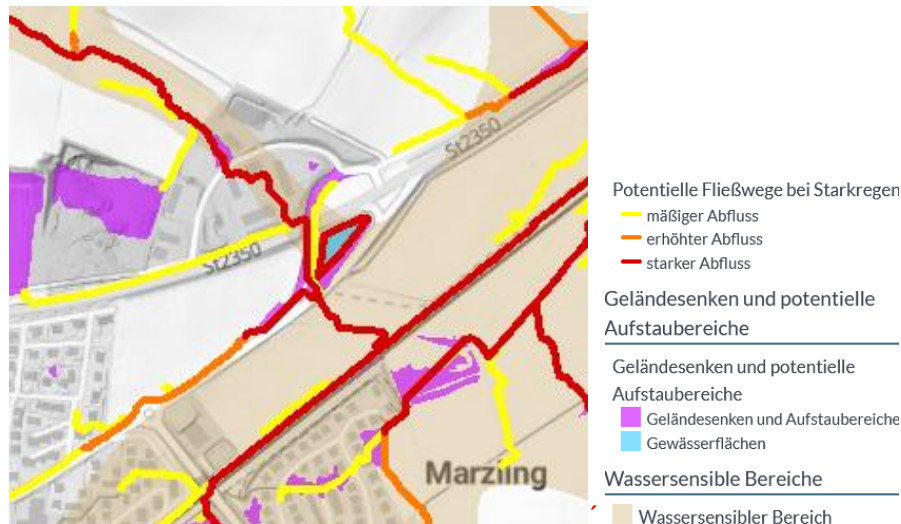 St2350
St2350
Marzling
Potentielle Fließwege bei Starkregen
mäßiger Abfluss
erhöhter Abfluss
starker Abfluss
Geländesenken und potentielle
Aufstaubereiche
Geländesenken und potentielle
Aufstaubereiche
Geländesenken und Aufstaubereiche
Gewässerflächen
Wassersensible Bereiche
Wassersensibler Bereich